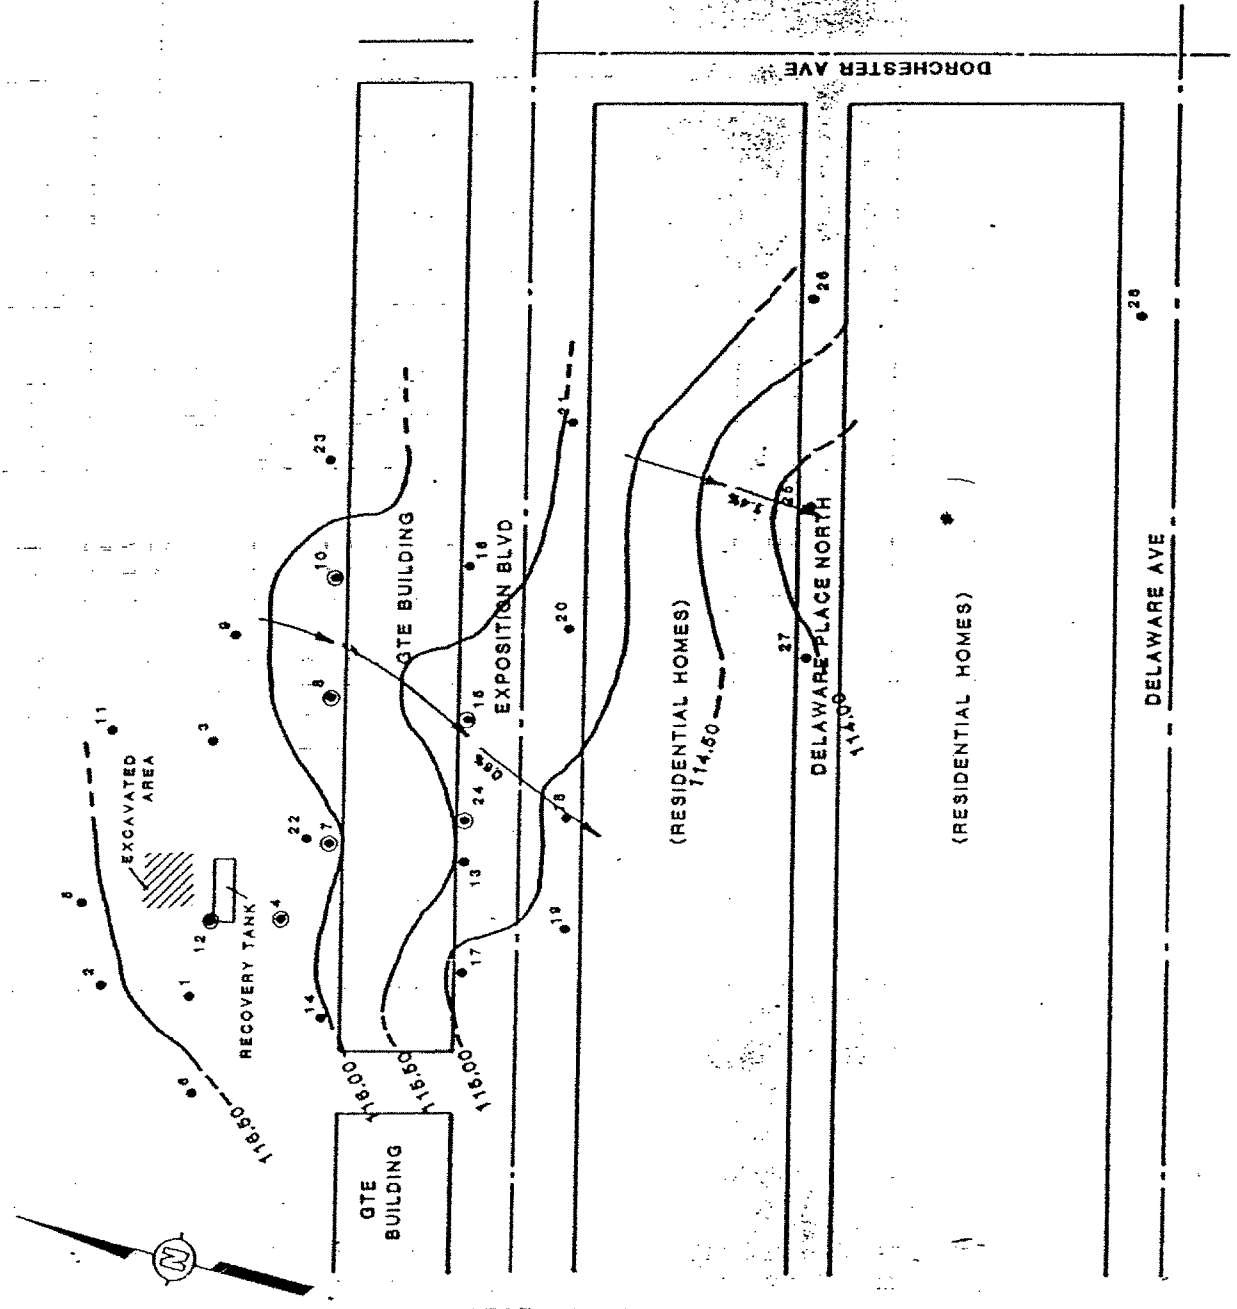 DORCHESTER AVE
26
28
21
23
GTE BUILDING
10
16
EXPOSITION BLVD
25
DELAWARE PLACE NORTH
DELAWARE AVE
9
20
(RESIDENTIAL HOMES)
(RESIDENTIAL HOMES)
27
8
15
11
3
114.50
114.00
EXCAVATED
AREA
0.6%
22
7
24
18
13
5
12
4
RECOVERY TANK
19
2
1
14
17
6
116.50
116.00
115.50
115.00
GTE
BUILDING
N